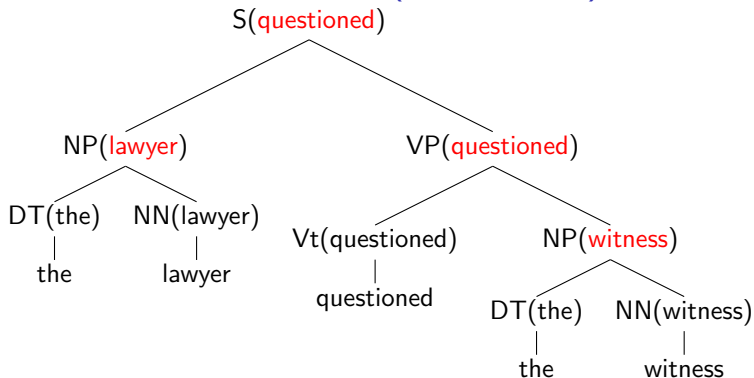 S(questioned)
NP(lawyer) VP(questioned)
DT(the) NN(lawyer) Vt(questioned) NP(witness)
the lawyer questioned
DT(the) NN(witness)
the witness